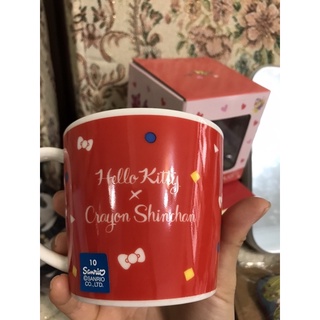 Hello Kitty
×
Crayon Shinchan
10
Sanrio
©SANRIO
CO., LTD.